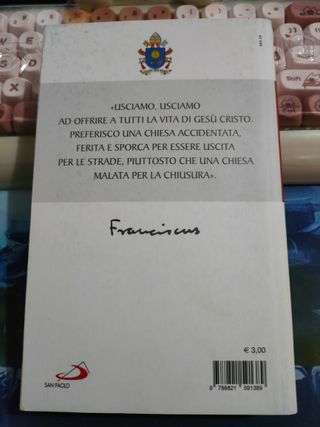 «USCIAMO, USCIAMO
AD OFFRIRE A TUTTI LA VITA DI GESÙ CRISTO.
PREFERISCO UNA CHIESA ACCIDENTATA,
FERITA E SPORCA PER ESSERE USCITA
PER LE STRADE, PIUTTOSTO CHE UNA CHIESA
MALATA PER LA CHIUSURA».
Franciscus
€ 3,00
SAN PAOLO
9 788821 591389
Shift